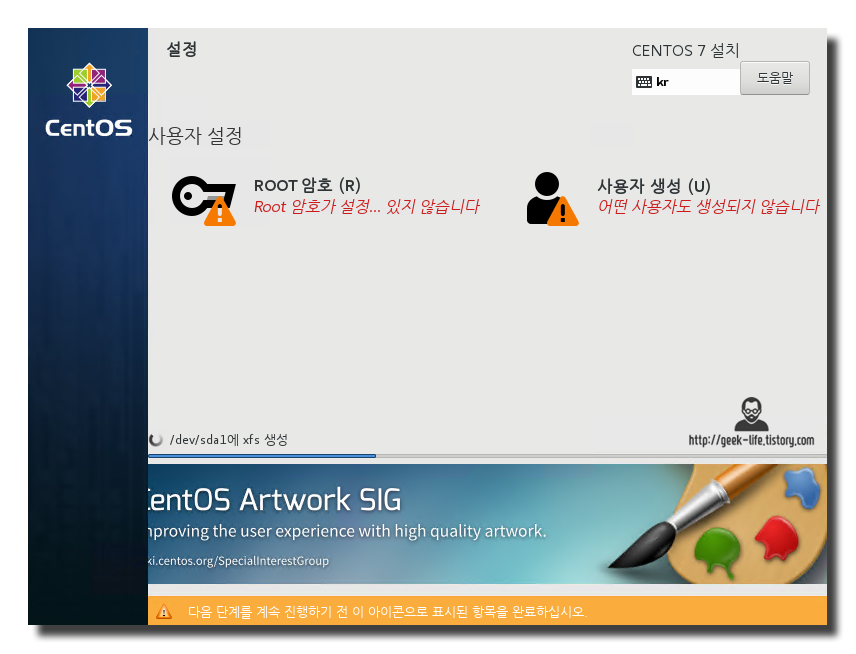 설정
CENTOS 7 설치
kr
도움말
CentOS
사용자 설정
ROOT 암호 (R)
Root 암호가 설정... 있지 않습니다
사용자 생성 (U)
어떤 사용자도 생성되지 않습니다
/dev/sda1에 xfs 생성
http://geek-life.tistory.com
CentOS Artwork SIG
mproving the user experience with high quality artwork.
ki.centos.org/SpecialInterestGroup
다음 단계를 계속 진행하기 전 이 아이콘으로 표시된 항목을 완료하십시오.